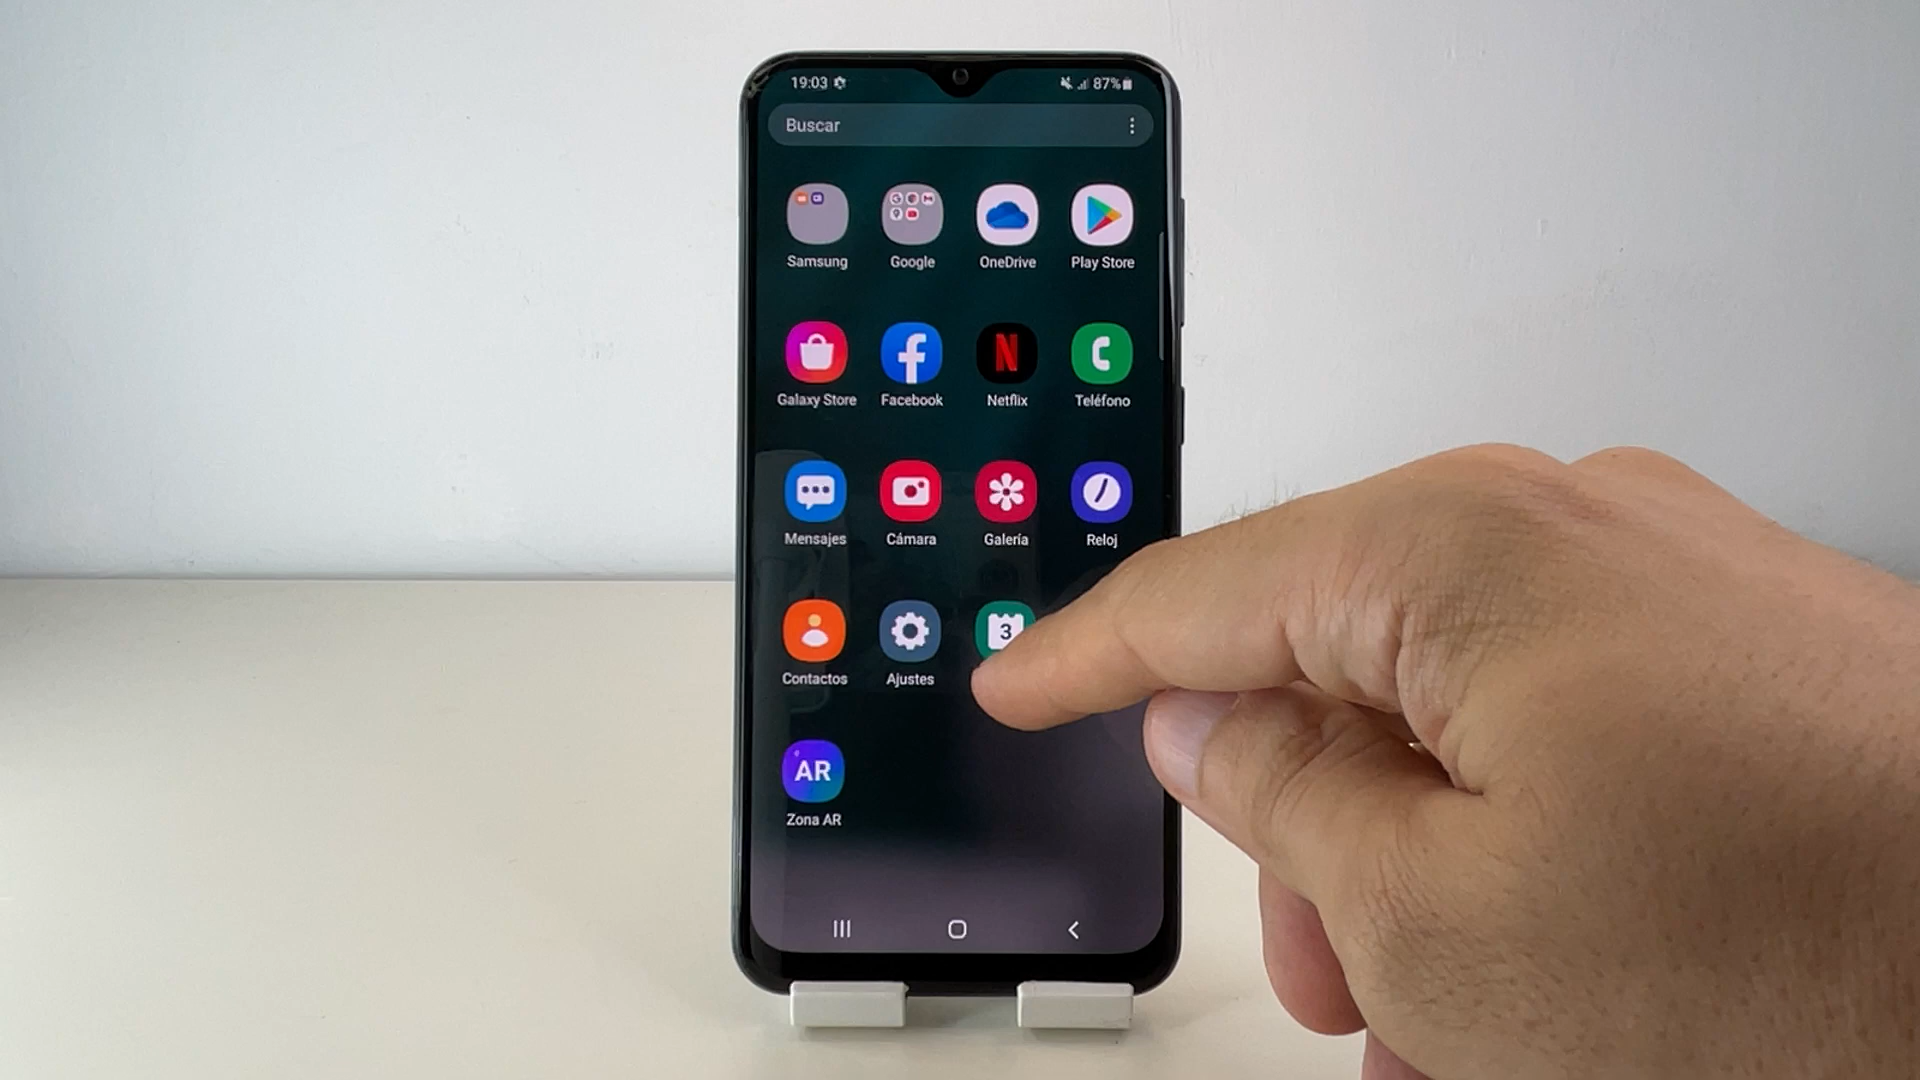 19:03
87%
Buscar
Samsung
Google
OneDrive
Play Store
Galaxy Store
Facebook
N
Netflix
Teléfono
Mensajes
Cámara
Galería
Reloj
3
Contactos
Ajustes
AR
Zona AR